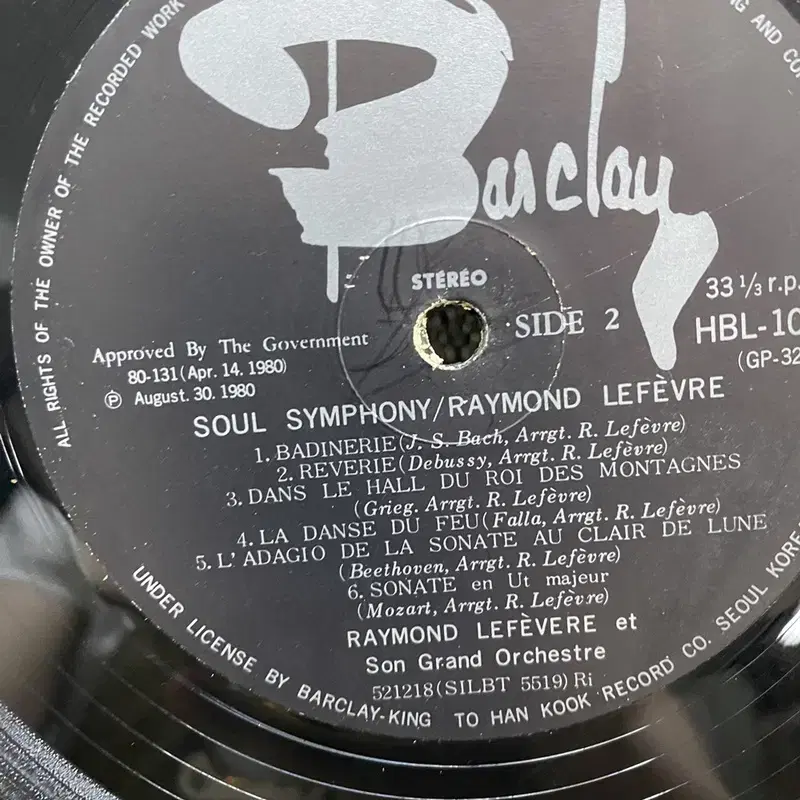 Barclay
STÉRÉO
SIDE 2
33 1/3 r.p.
HBL-10
(GP-32
Approved By The Government
80-131 (Apr. 14. 1980)
Ⓟ August. 30. 1980
SOUL SYMPHONY/RAYMOND LEFÈVRE
1. BADINERIE (J. S. Bach, Arrgt. R. Lefèvre)
2. REVERIE (Debussy, Arrgt. R. Lefèvre)
3. DANS LE HALL DU ROI DES MONTAGNES
(Grieg. Arrgt. R. Lefèvre)
4. LA DANSE DU FEU (Falla, Arrgt. R. Lefèvre)
5. L'ADAGIO DE LA SONATE AU CLAIR DE LUNE
(Beethoven, Arrgt. R. Lefèvre)
6. SONATE en Ut majeur
(Mozart, Arrgt. R. Lefèvre)
RAYMOND LEFÈVERE et
Son Grand Orchestre
521218 (SILBT 5519) Ri
ALL RIGHTS OF THE OWNER OF THE RECORDED WORK
NG AND CO
UNDER LICENSE BY BARCLAY-KING TO HAN KOOK RECORD CO. SEOUL KORE